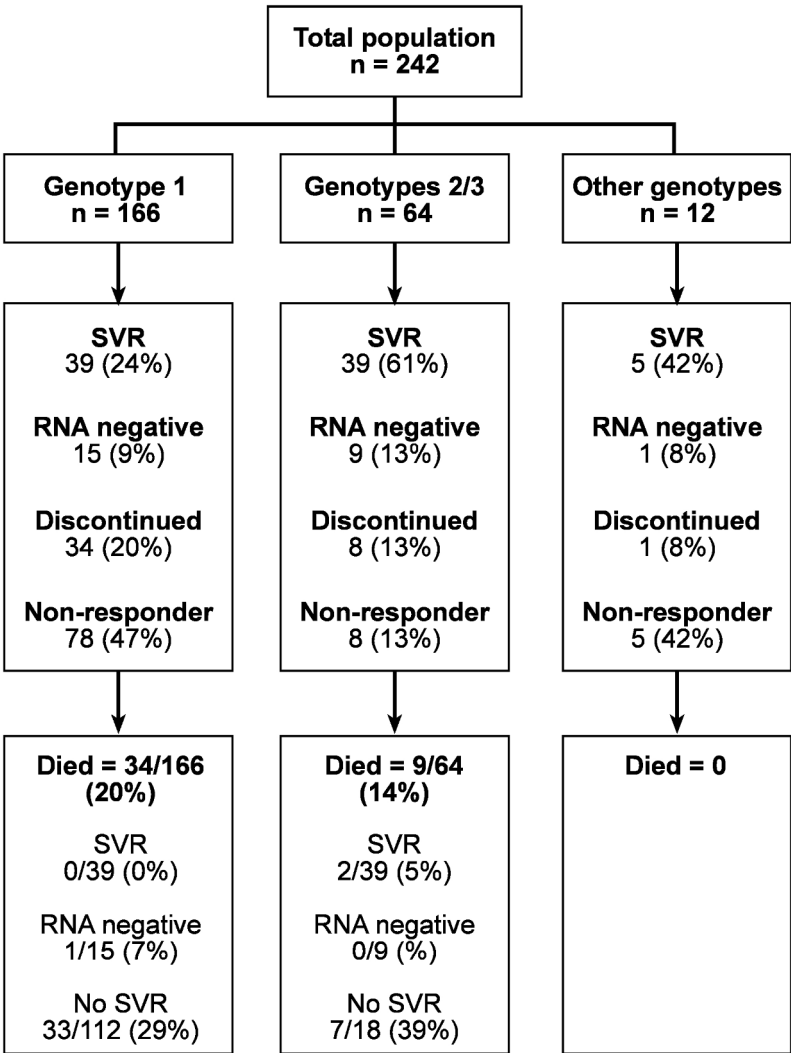 Total population
n = 242
Genotype 1
n = 166
Genotypes 2/3
n = 64
Other genotypes
n = 12
SVR
39 (24%)
RNA negative
15 (9%)
Discontinued
34 (20%)
Non-responder
78 (47%)
SVR
39 (61%)
RNA negative
9 (13%)
Discontinued
8 (13%)
Non-responder
8 (13%)
SVR
5 (42%)
RNA negative
1 (8%)
Discontinued
1 (8%)
Non-responder
5 (42%)
Died = 34/166
(20%)
SVR
0/39 (0%)
RNA negative
1/15 (7%)
No SVR
33/112 (29%)
Died = 9/64
(14%)
SVR
2/39 (5%)
RNA negative
0/9 (%)
No SVR
7/18 (39%)
Died = 0